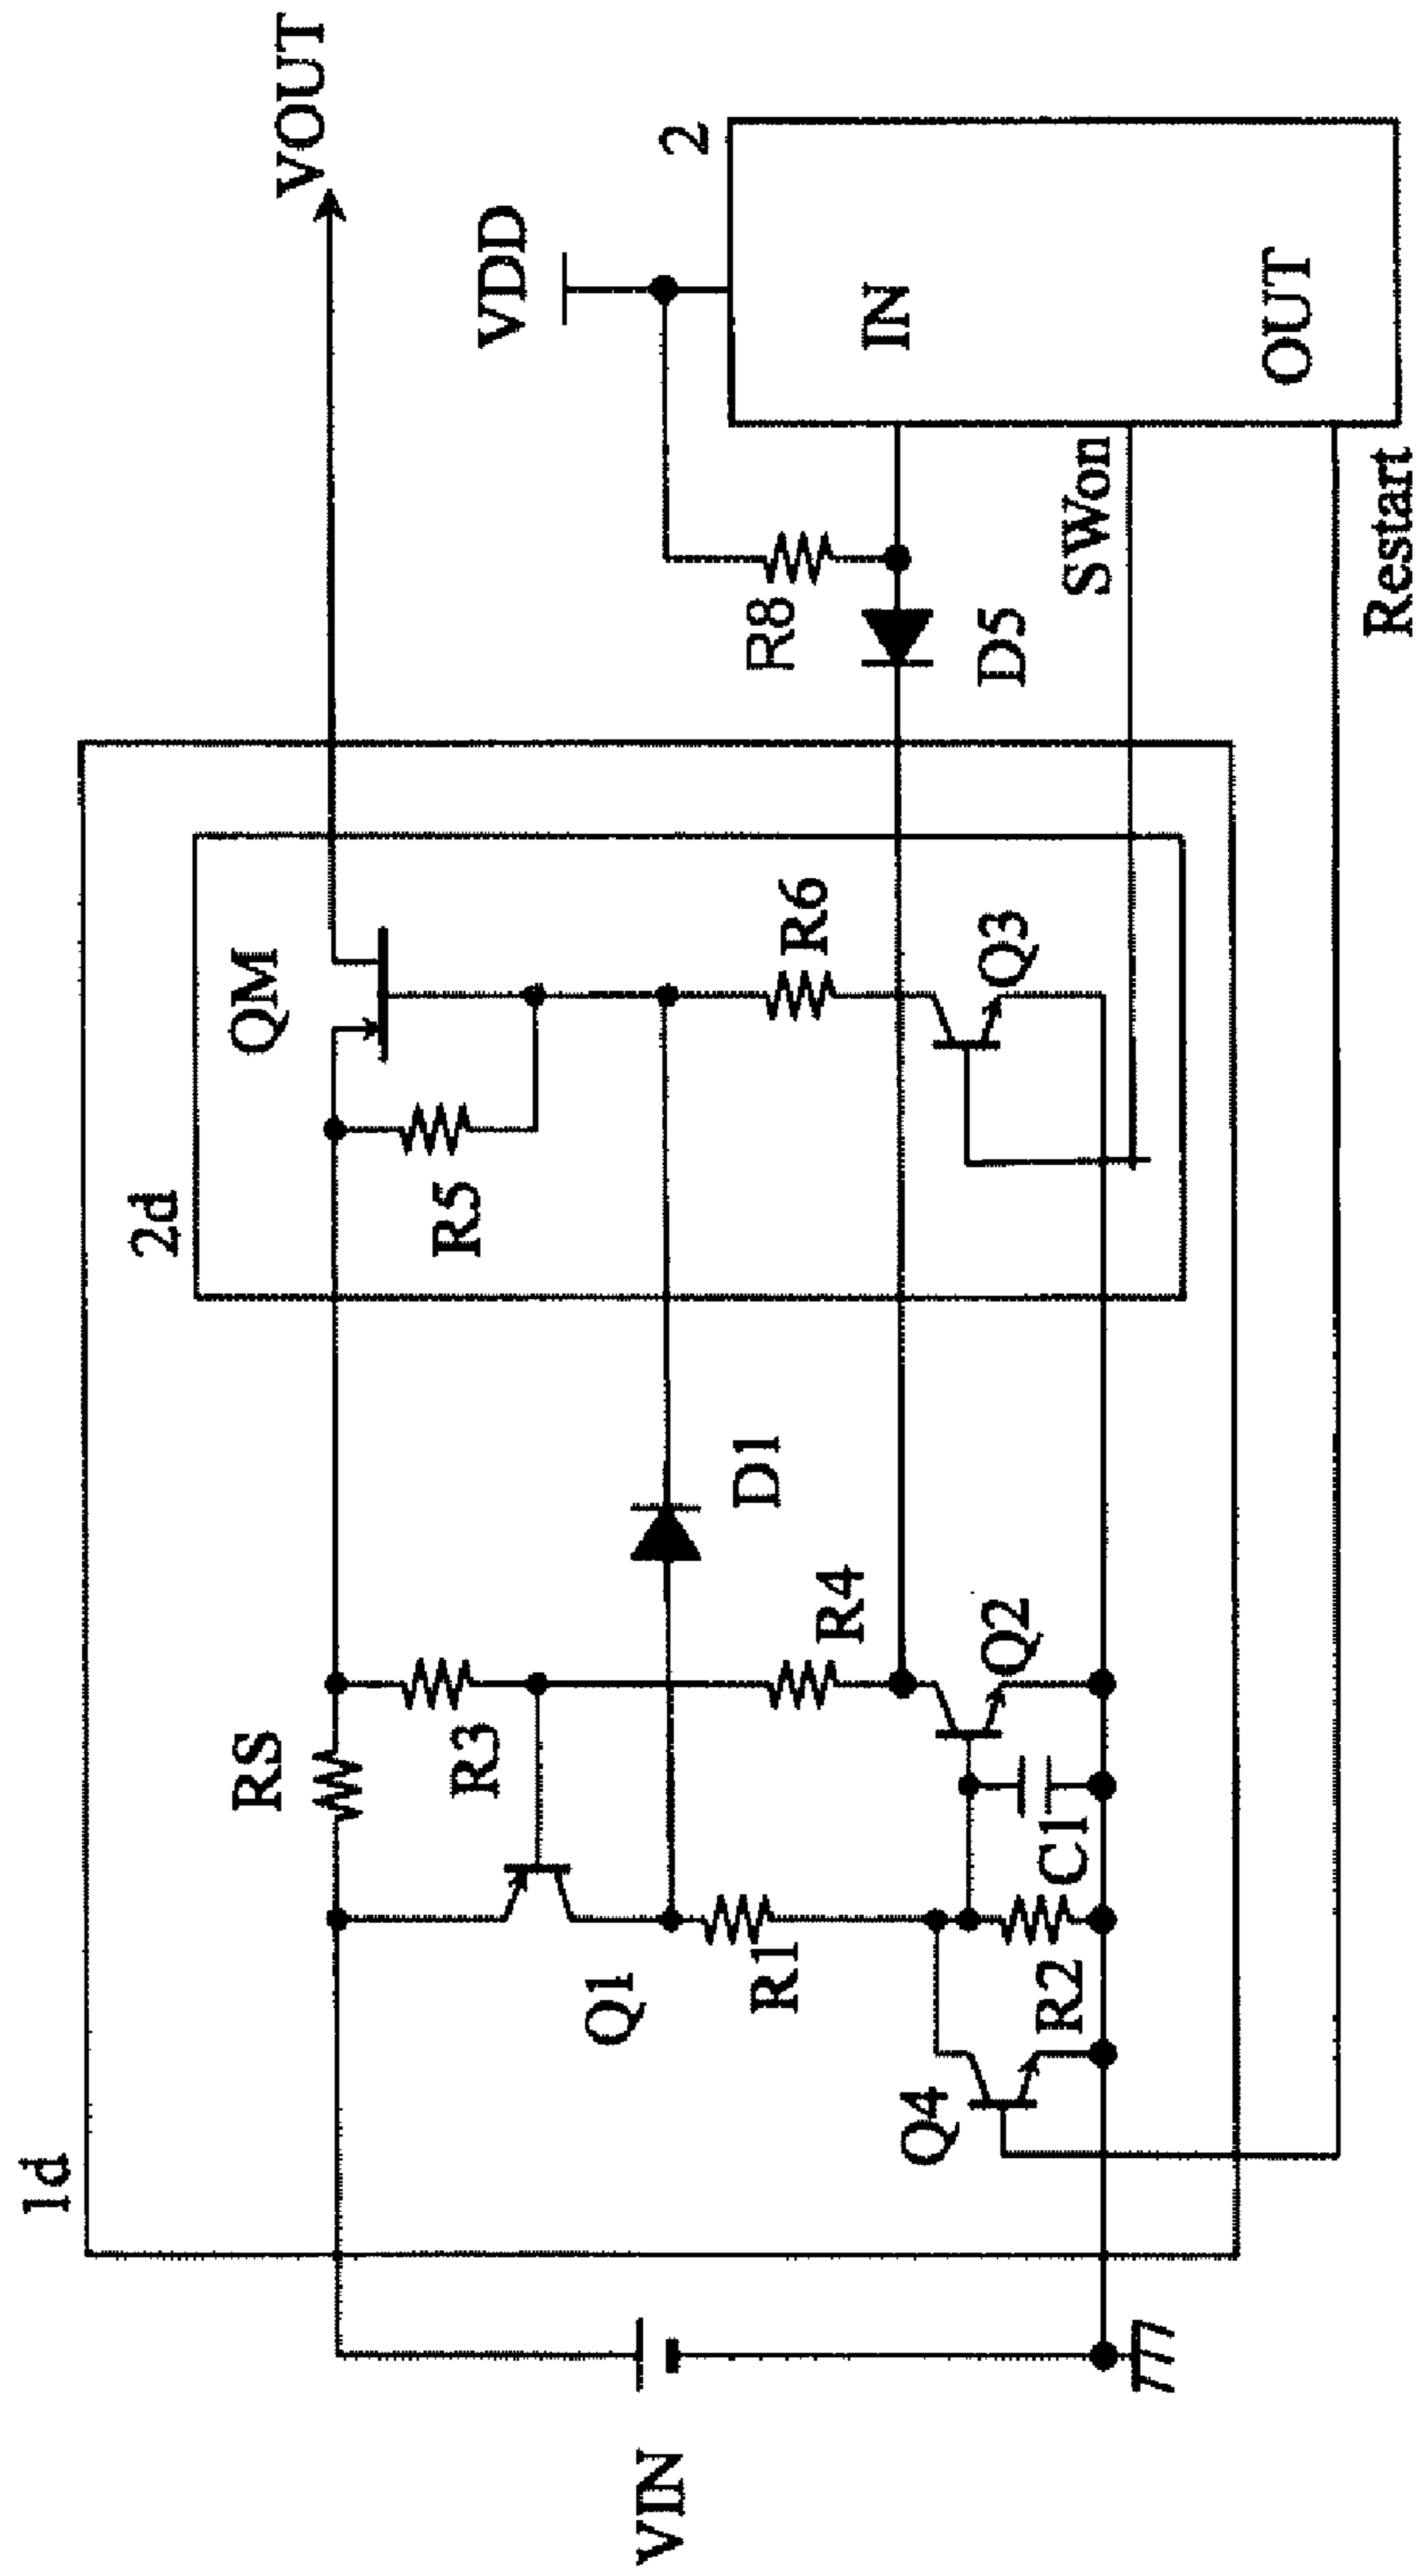 1d
2d
VOUT
RS
QM
R3
R5
VDD
Q1
D1
2
R1
R4
R6
R8
IN
VIN
Q4
Q2
Q3
D5
R2
C1
SWon
OUT
Restart